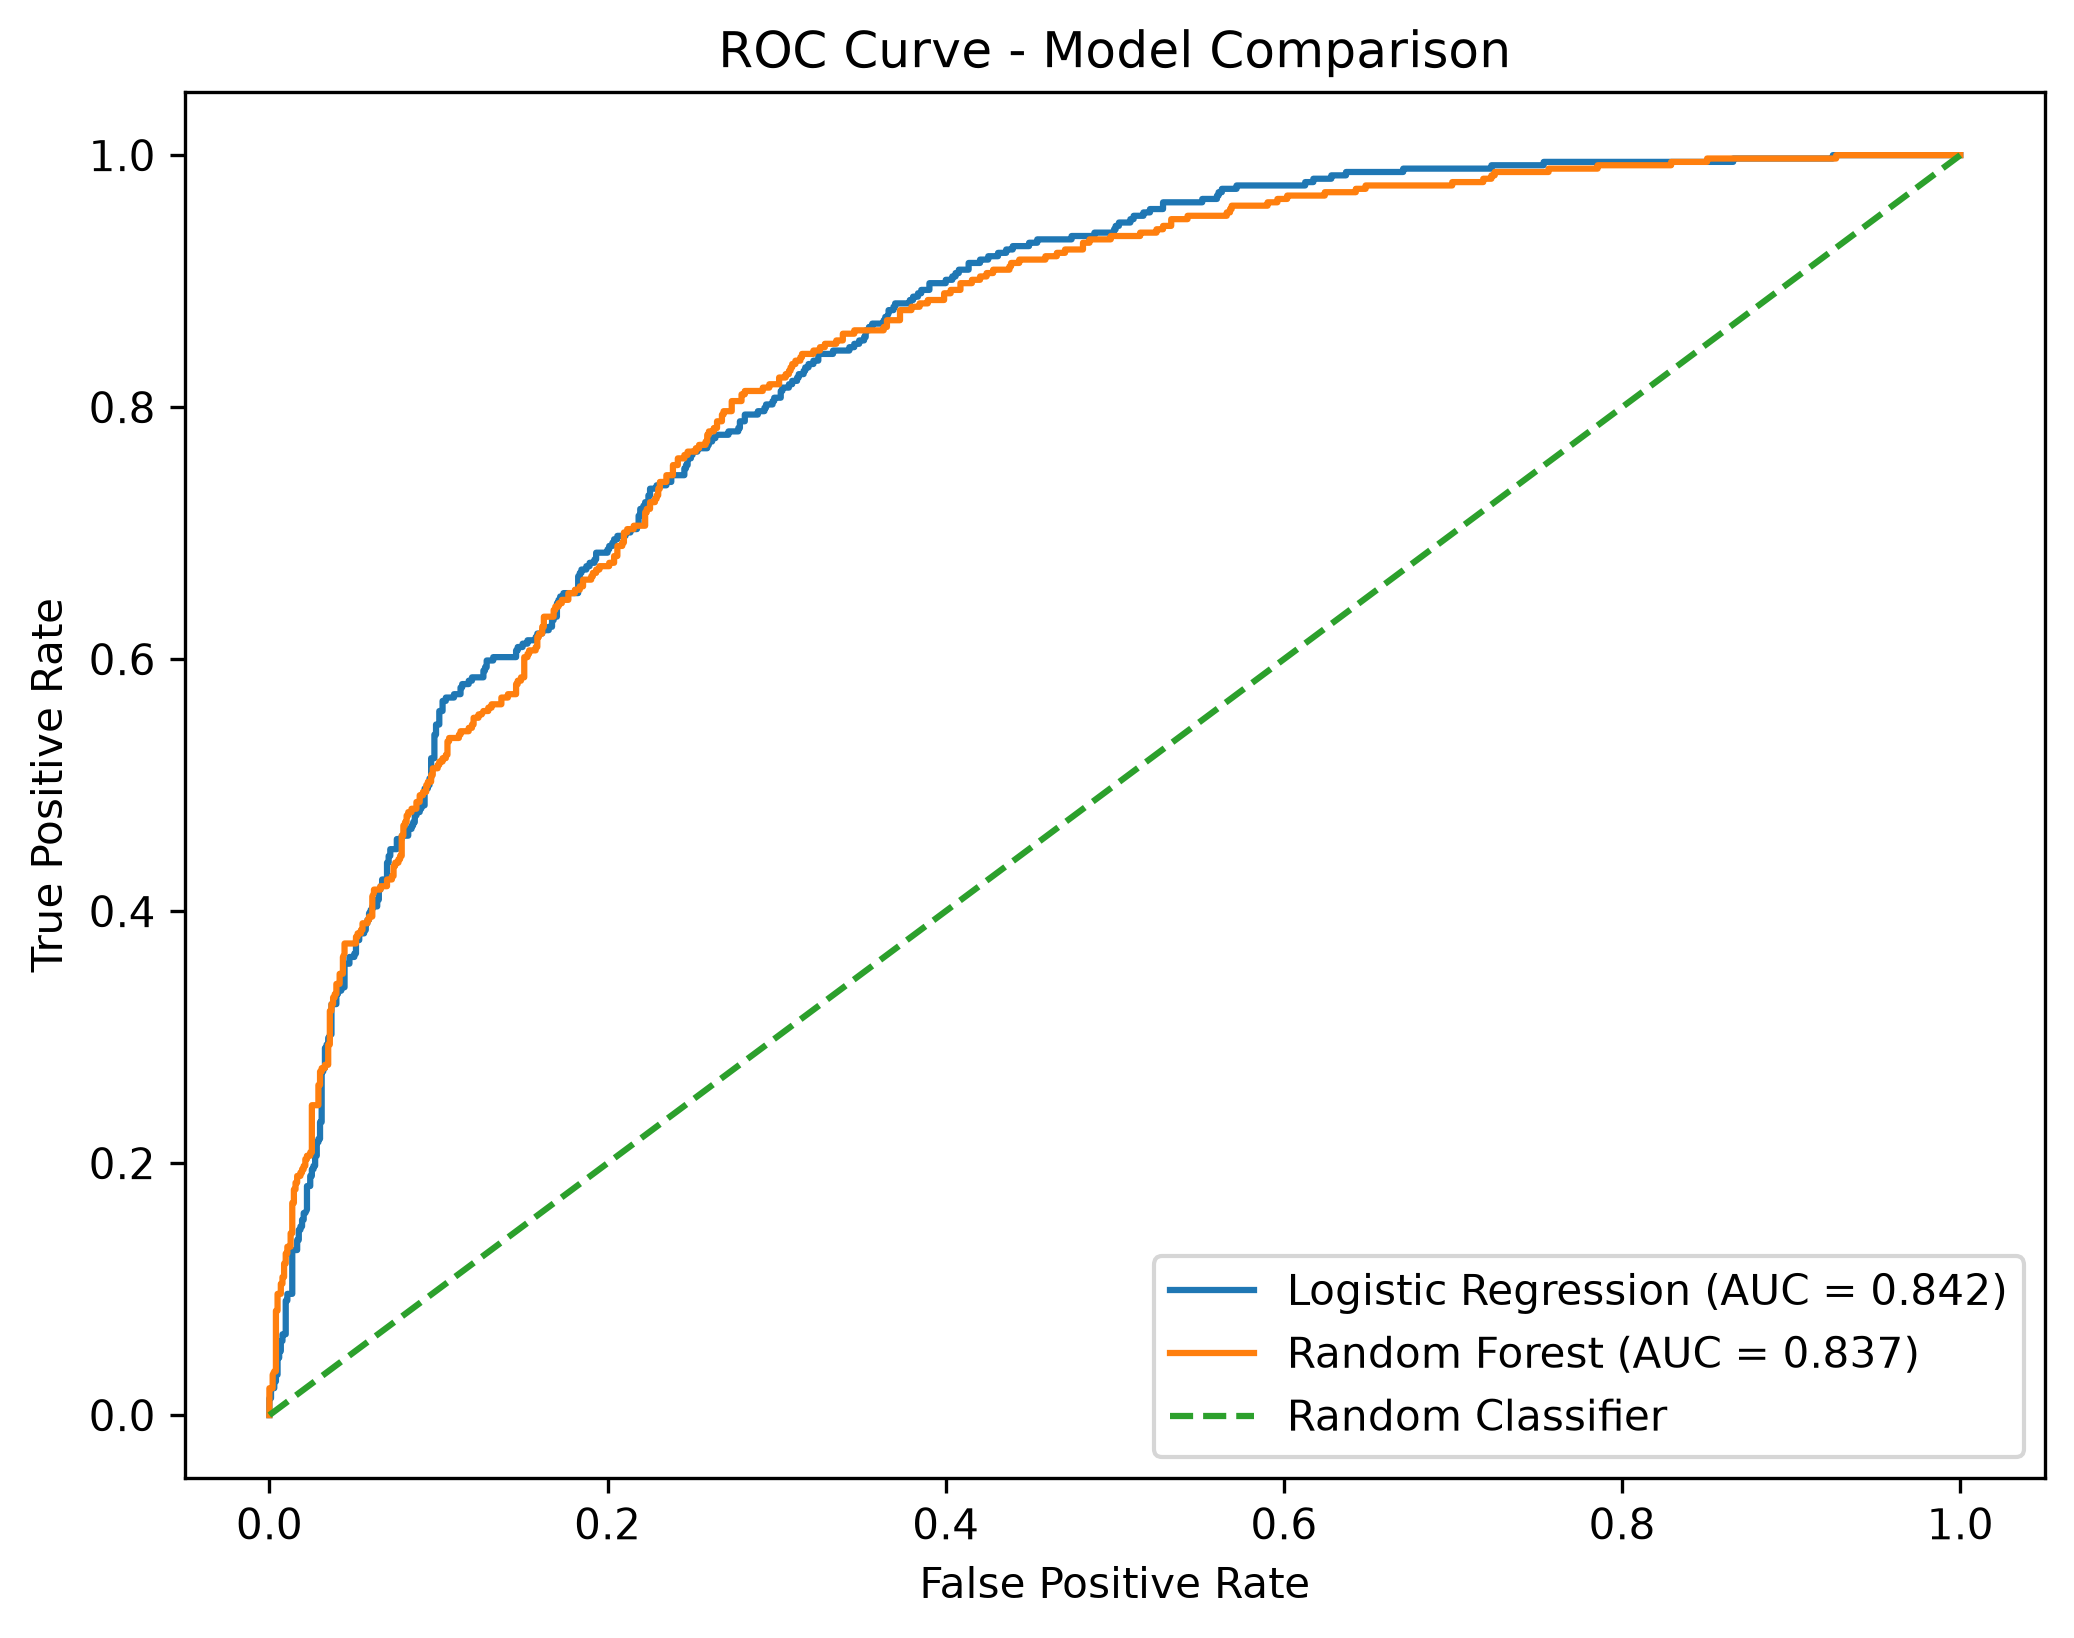 ROC Curve - Model Comparison
True Positive Rate
1.0
0.8
0.6
0.4
0.2
0.0
Logistic Regression (AUC = 0.842)
Random Forest (AUC = 0.837)
Random Classifier
0.0 0.2 0.4 0.6 0.8 1.0
False Positive Rate